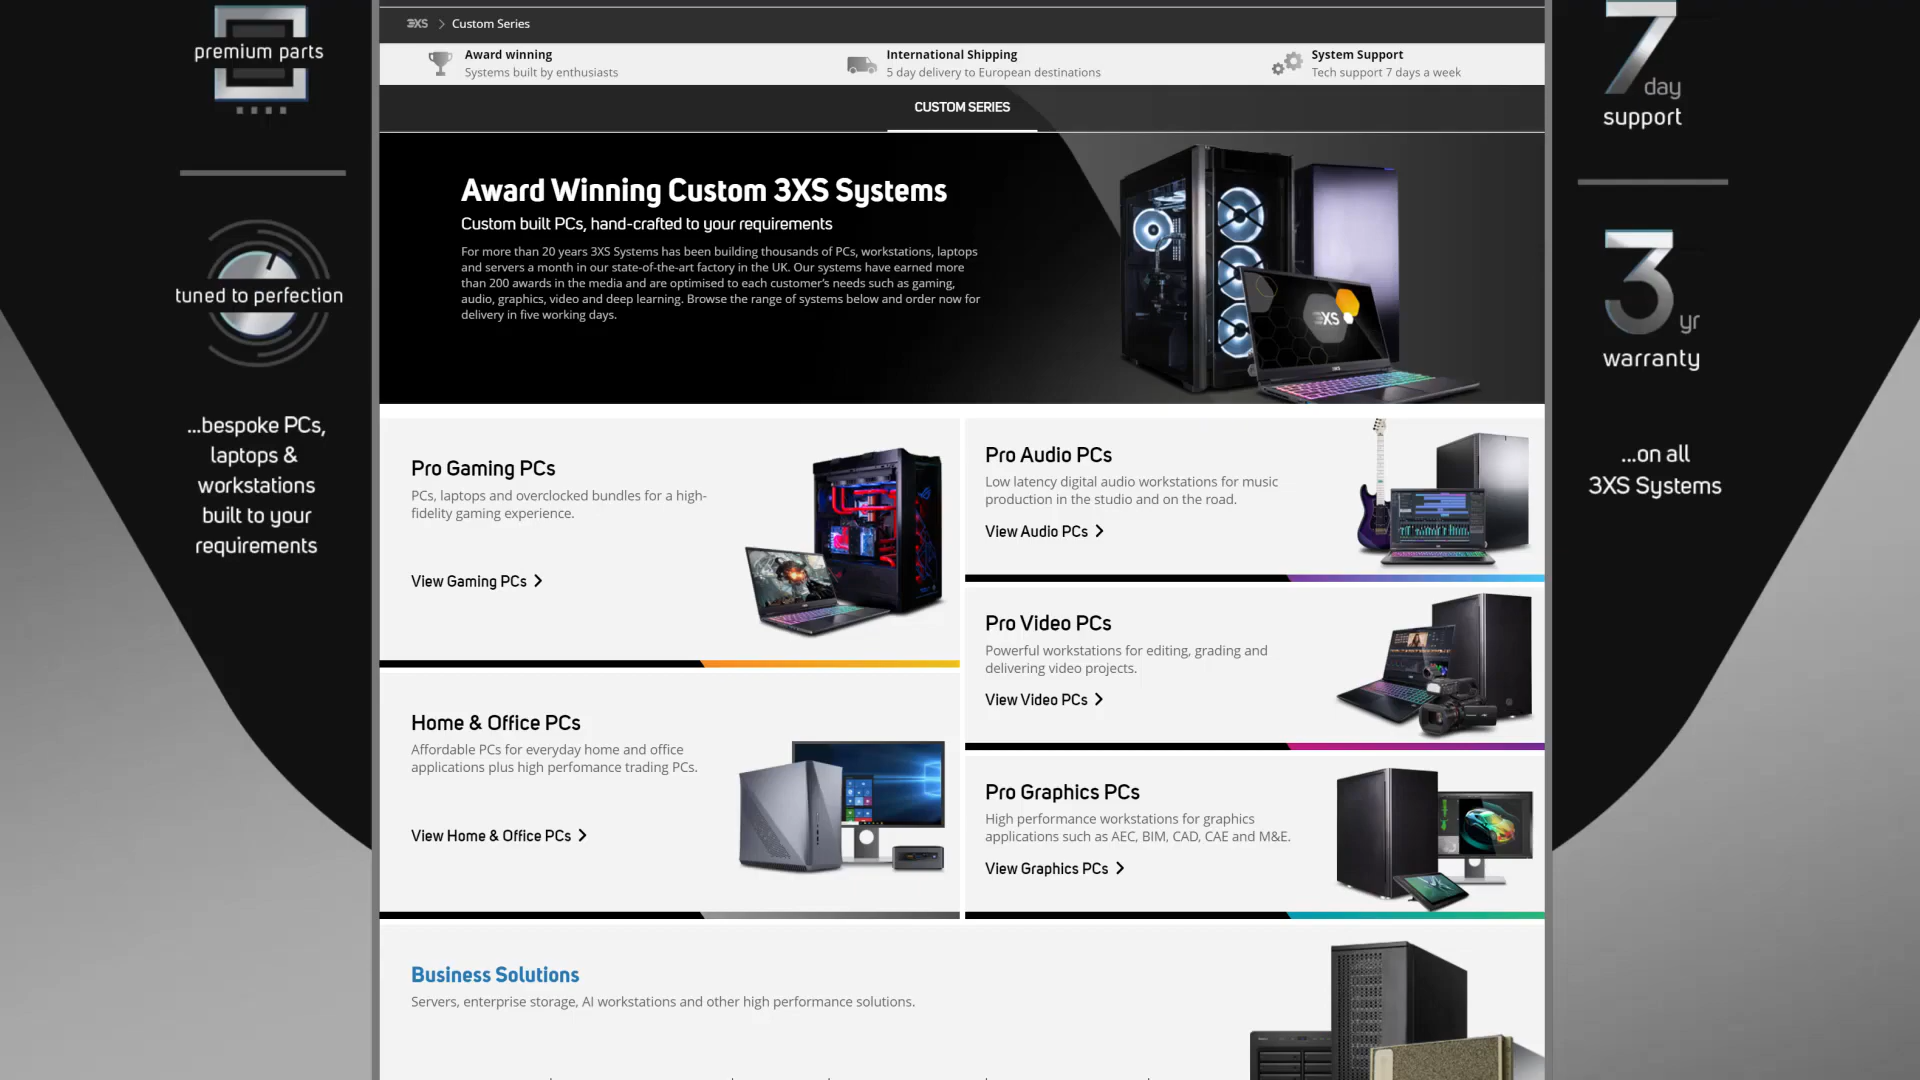 premium parts
tuned to perfection
...bespoke PCs,
laptops &
workstations
built to your
requirements
3XS > Custom Series
Award winning
Systems built by enthusiasts
International Shipping
5 day delivery to European destinations
System Support
Tech support 7 days a week
CUSTOM SERIES
Award Winning Custom 3XS Systems
Custom built PCs, hand-crafted to your requirements
For more than 20 years 3XS Systems has been building thousands of PCs, workstations, laptops
and servers a month in our state-of-the-art factory in the UK. Our systems have earned more
than 200 awards in the media and are optimised to each customer's needs such as gaming,
audio, graphics, video and deep learning. Browse the range of systems below and order now for
delivery in five working days.
3XS
Pro Gaming PCs
PCs, laptops and overclocked bundles for a high-
fidelity gaming experience.
View Gaming PCs >
Home & Office PCs
Affordable PCs for everyday home and office
applications plus high perfomance trading PCs.
View Home & Office PCs >
Pro Audio PCs
Low latency digital audio workstations for music
production in the studio and on the road.
View Audio PCs >
Pro Video PCs
Powerful workstations for editing, grading and
delivering video projects.
View Video PCs >
Pro Graphics PCs
High performance workstations for graphics
applications such as AEC, BIM, CAD, CAE and M&E.
View Graphics PCs >
Business Solutions
Servers, enterprise storage, AI workstations and other high performance solutions.
7
day
support
3
yr
warranty
...on all
3XS Systems